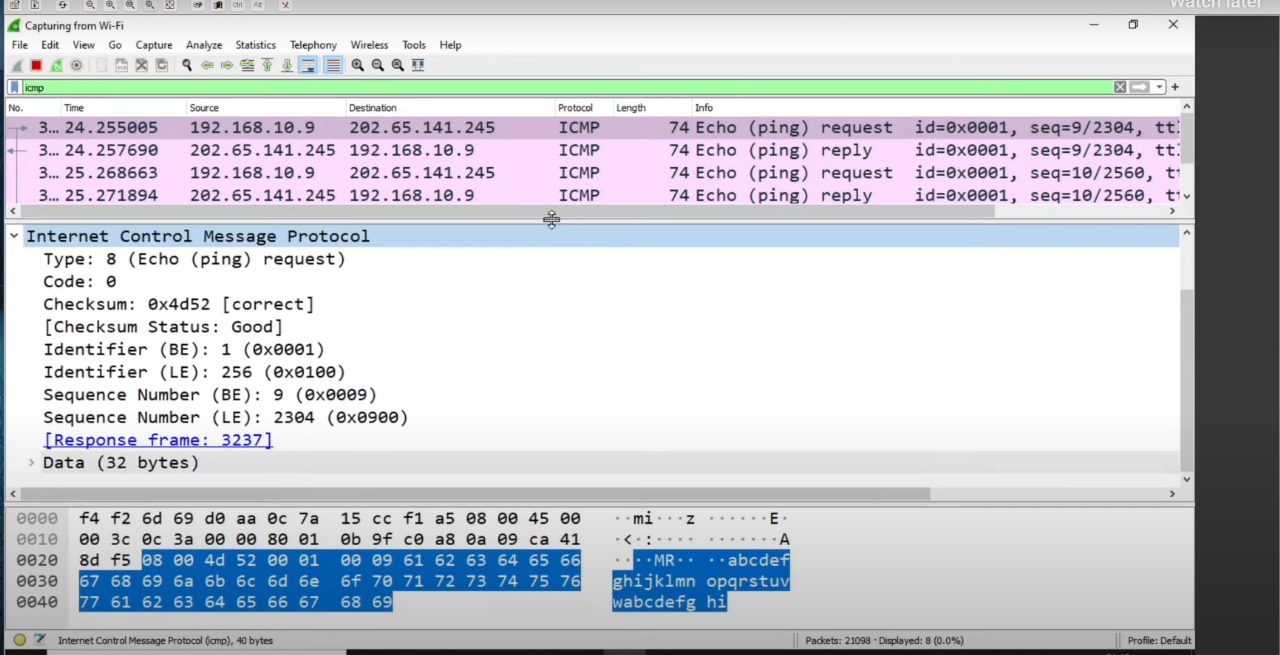 Watch later
Capturing from Wi-Fi
File Edit View Go Capture Analyze Statistics Telephony Wireless Tools Help
icmp
No. Time Source Destination Protocol Length Info
3... 24.255005 192.168.10.9 202.65.141.245 ICMP 74 Echo (ping) request id=0x0001, seq=9/2304, tt
3... 24.257690 202.65.141.245 192.168.10.9 ICMP 74 Echo (ping) reply id=0x0001, seq=9/2304, tt
3... 25.268663 192.168.10.9 202.65.141.245 ICMP 74 Echo (ping) request id=0x0001, seq=10/2560, t
3... 25.271894 202.65.141.245 192.168.10.9 ICMP 74 Echo (ping) reply id=0x0001, seq=10/2560, t
Internet Control Message Protocol
Type: 8 (Echo (ping) request)
Code: 0
Checksum: 0x4d52 [correct]
[Checksum Status: Good]
Identifier (BE): 1 (0x0001)
Identifier (LE): 256 (0x0100)
Sequence Number (BE): 9 (0x0009)
Sequence Number (LE): 2304 (0x0900)
[Response frame: 3237]
Data (32 bytes)
0000 f4 f2 6d 69 d0 aa 0c 7a 15 cc f1 a5 08 00 45 00 ··mi···z ······E·
0010 00 3c 0c 3a 00 00 80 01 0b 9f c0 a8 0a 09 ca 41 ·<·:···· ·······A
0020 8d f5 08 00 4d 52 00 01 00 09 61 62 63 64 65 66 ····MR·· ··abcdef
0030 67 68 69 6a 6b 6c 6d 6e 6f 70 71 72 73 74 75 76 ghijklmn opqrstuv
0040 77 61 62 63 64 65 66 67 68 69 wabcdefg hi
Internet Control Message Protocol (icmp), 40 bytes Packets: 21098 · Displayed: 8 (0.0%) Profile: Default